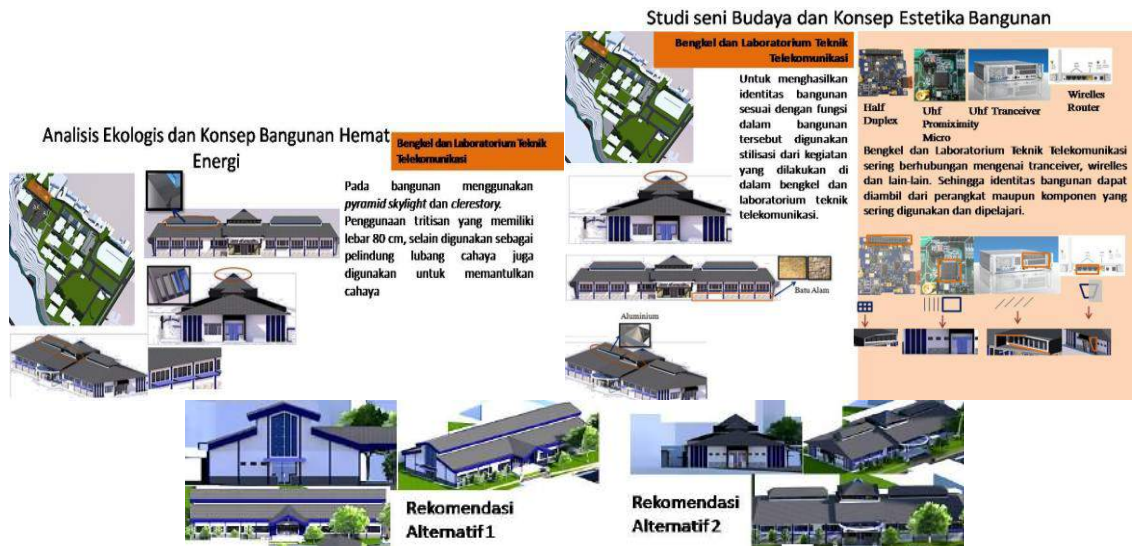 Analisis Ekologis dan Konsep Bangunan Hemat
Energi
Bengkel dan Laboratorium Teknik
Telekomunikasi
Pada bangunan menggunakan
pyramid skylight dan clerestory.
Penggunaan tritisan yang memiliki
lebar 80 cm, selain digunakan sebagai
pelindung lubang cahaya juga
digunakan untuk memantulkan
cahaya
Studi seni Budaya dan Konsep Estetika Bangunan
Bengkel dan Laboratorium Teknik
Telekomunikasi
Untuk menghasilkan
identitas bangunan
sesuai dengan fungsi
dalam bangunan
tersebut digunakan
stilisasi dari kegiatan
yang dilakukan di
dalam bengkel dan
laboratorium teknik
telekomunikasi.
Batu Alam
Aluminium
Half
Duplex
Uhf
Promiximity
Micro
Uhf Tranceiver
Wirelles
Router
Bengkel dan Laboratorium Teknik Telekomunikasi
sering berhubungan mengenai tranceiver, wirelles
dan lain-lain. Sehingga identitas bangunan dapat
diambil dari perangkat maupun komponen yang
sering digunakan dan dipelajari.
Rekomendasi
Alternatif 1
Rekomendasi
Alternatif 2